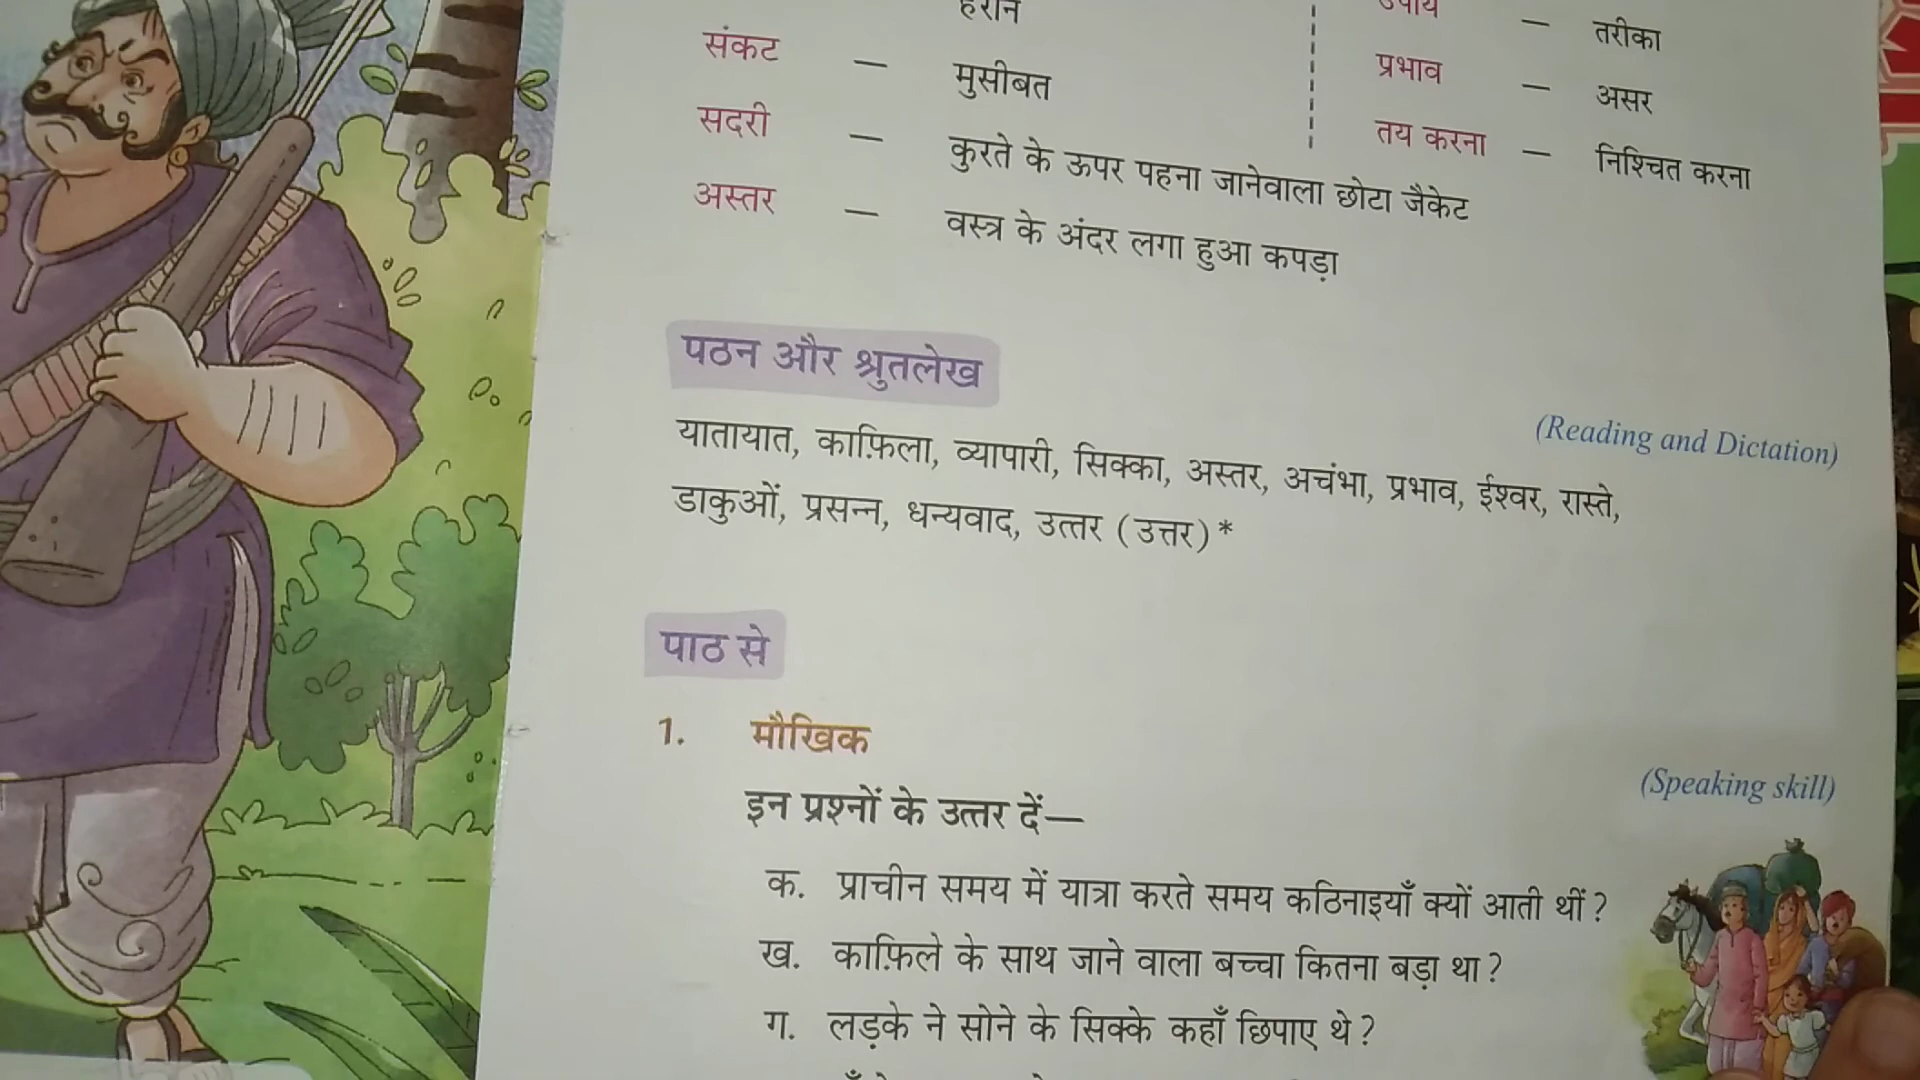 हैरान
संकट — मुसीबत
सदरी — कुरते के ऊपर पहना जानेवाला छोटा जैकेट
अस्तर — वस्त्र के अंदर लगा हुआ कपड़ा
उपाय — तरीका
प्रभाव — असर
तय करना — निश्चित करना
पठन और श्रुतलेख
(Reading and Dictation)
यातायात, काफ़िला, व्यापारी, सिक्का, अस्तर, अचंभा, प्रभाव, ईश्वर, रास्ते,
डाकुओं, प्रसन्न, धन्यवाद, उत्तर (उत्तर)*
पाठ से
1. मौखिक
(Speaking skill)
इन प्रश्नों के उत्तर दें—
क. प्राचीन समय में यात्रा करते समय कठिनाइयाँ क्यों आती थीं?
ख. काफ़िले के साथ जाने वाला बच्चा कितना बड़ा था?
ग. लड़के ने सोने के सिक्के कहाँ छिपाए थे?